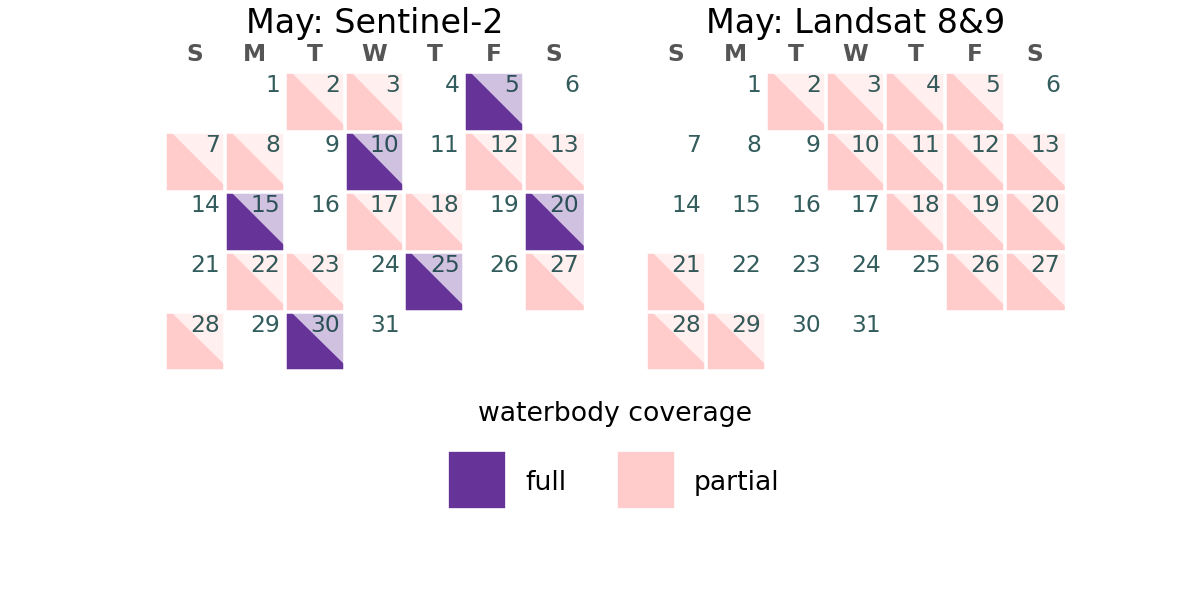 May: Sentinel-2
S M T W T F S
1 2 3 4 5 6
7 8 9 10 11 12 13
14 15 16 17 18 19 20
21 22 23 24 25 26 27
28 29 30 31
May: Landsat 8&9
S M T W T F S
1 2 3 4 5 6
7 8 9 10 11 12 13
14 15 16 17 18 19 20
21 22 23 24 25 26 27
28 29 30 31
waterbody coverage
full
partial